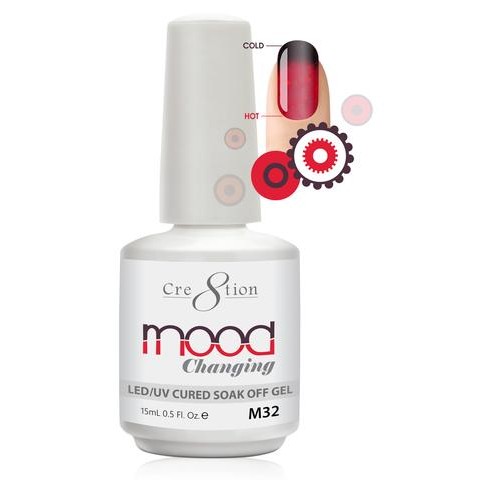 COLD
HOT
Cre8tion
mood
Changing
LED/UV CURED SOAK OFF GEL
15mL 0.5 Fl. Oz.e M32